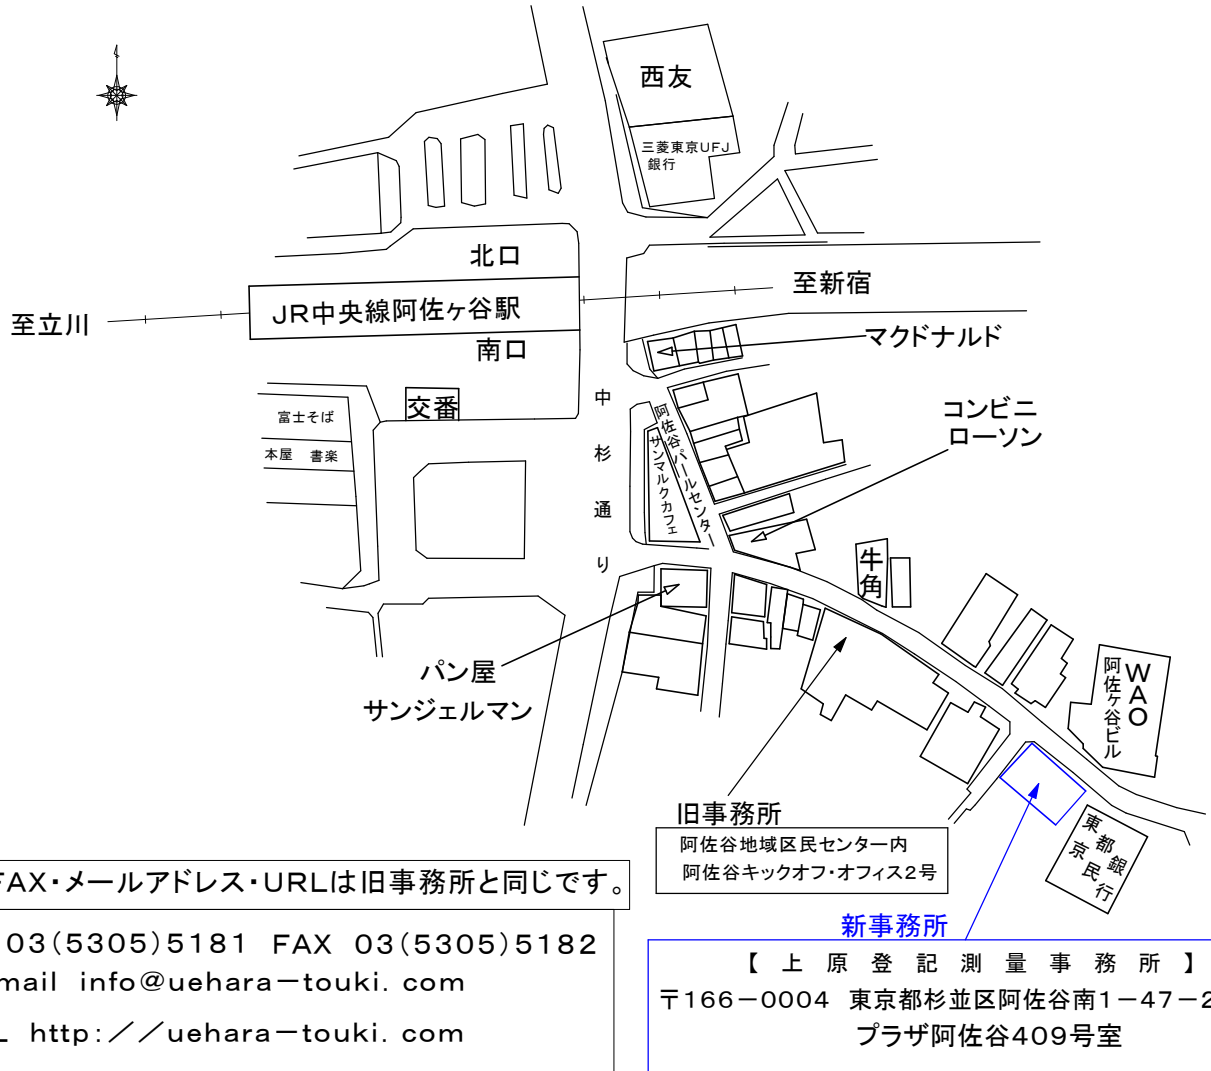 西友
三菱東京UFJ
銀行
北口
JR中央線阿佐ヶ谷駅
南口
至立川
至新宿
マクドナルド
交番
富士そば
本屋 書楽
中杉通り
阿佐谷パールセンター
サンマルクカフェ
コンビニ
ローソン
牛角
パン屋
サンジェルマン
WAO
阿佐ヶ谷ビル
旧事務所
阿佐谷地域区民センター内
阿佐谷キックオフ・オフィス2号
東京都民銀行
FAX・メールアドレス・URLは旧事務所と同じです。
03(5305)5181 FAX 03(5305)5182
mail info@uehara-touki.com
L http://uehara-touki.com
新事務所
【上原登記測量事務所】
〒166-0004 東京都杉並区阿佐谷南1-47-2
プラザ阿佐谷409号室